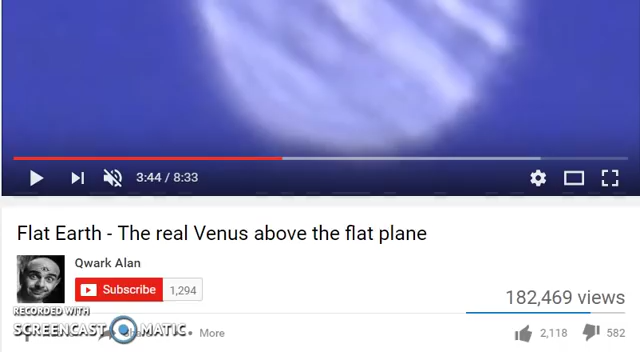 3:44 / 8:33
Flat Earth - The real Venus above the flat plane
Qwark Alan
Subscribe 1,294
182,469 views
RECORDED WITH
SCREENCAST MATIC
More
2,118 582